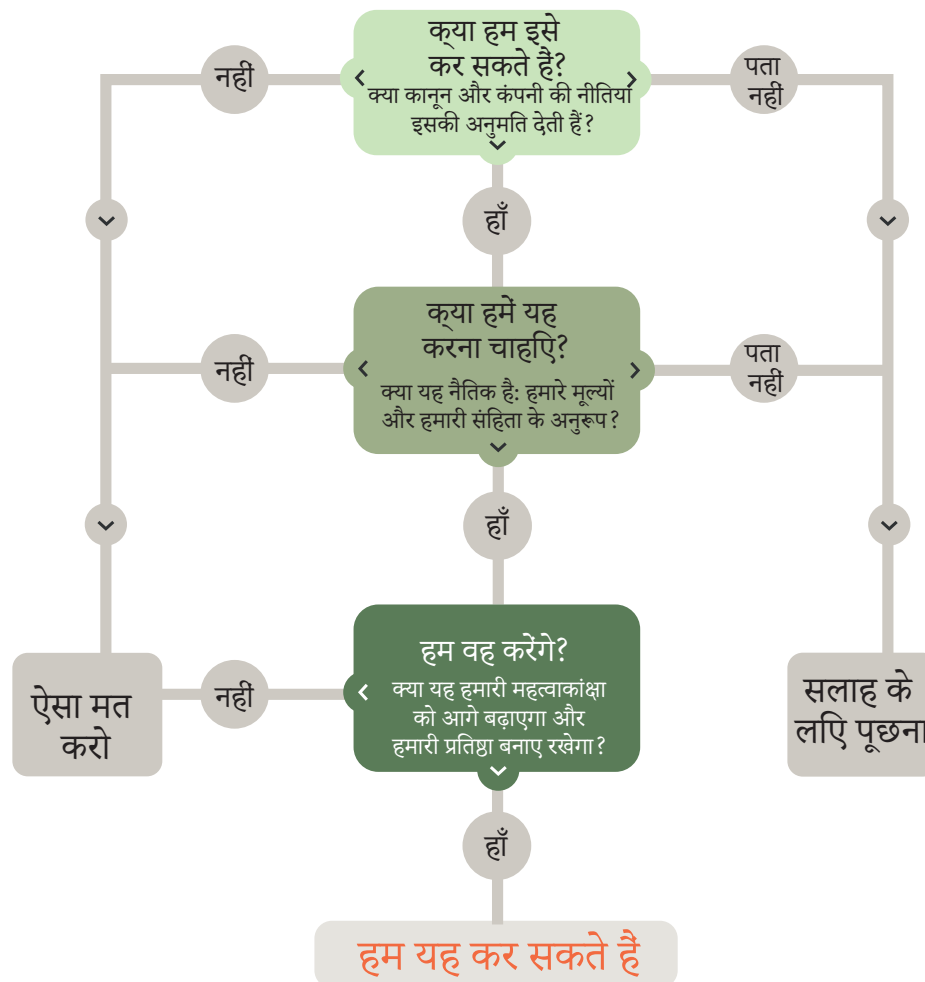 क्या हम इसे
कर सकते हैं?
क्या कानून और कंपनी की नीतियां
इसकी अनुमति देती हैं?
नहीं
पता
नहीं
हाँ
क्या हमें यह
करना चाहिए?
क्या यह नैतिक है: हमारे मूल्यों
और हमारी संहिता के अनुरूप?
नहीं
पता
नहीं
हाँ
हम वह करेंगे?
क्या यह हमारी महत्वाकांक्षा
को आगे बढ़ाएगा और
हमारी प्रतिष्ठा बनाए रखेगा?
नहीं
ऐसा मत
करो
सलाह के
लिए पूछना
हाँ
हम यह कर सकते हैं